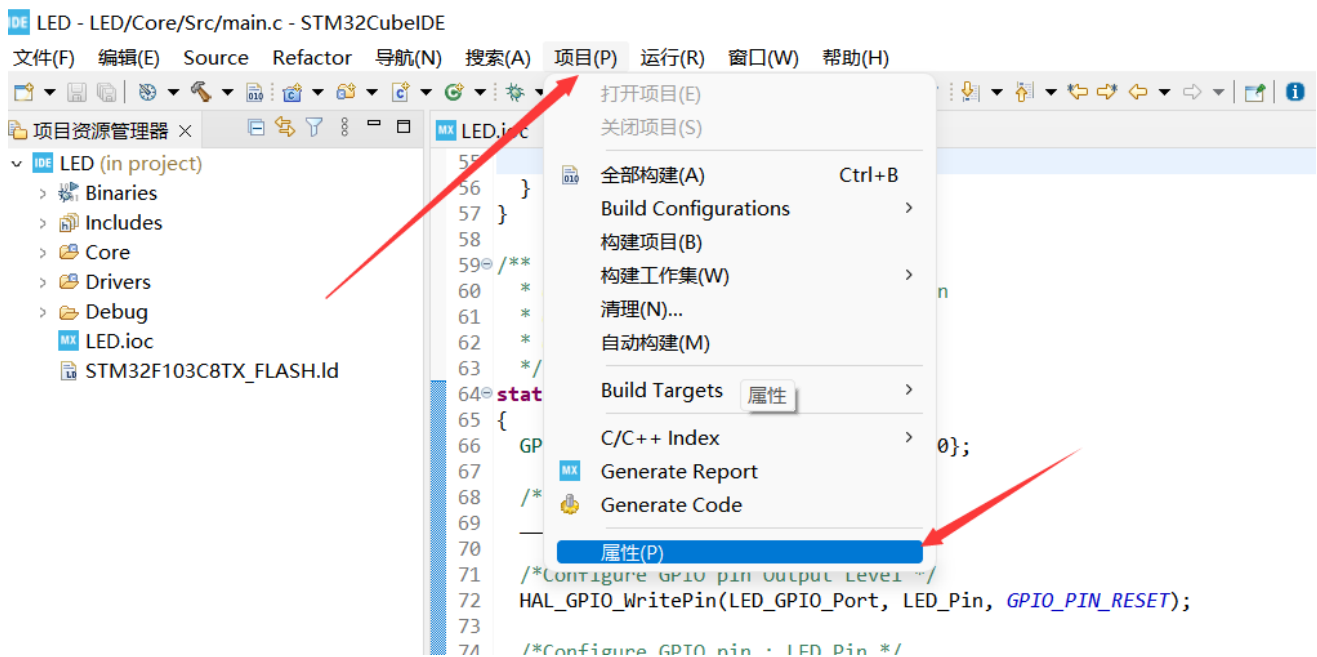 IDE LED - LED/Core/Src/main.c - STM32CubeIDE
文件(F) 编辑(E) Source Refactor 导航(N) 搜索(A) 项目(P) 运行(R) 窗口(W) 帮助(H)
项目资源管理器
MX LED.ioc
IDE LED (in project)
Binaries
Includes
Core
Drivers
Debug
MX LED.ioc
STM32F103C8TX_FLASH.ld
打开项目(E)
关闭项目(S)
全部构建(A) Ctrl+B
Build Configurations
构建项目(B)
构建工作集(W)
清理(N)...
自动构建(M)
Build Targets
属性
C/C++ Index
MX Generate Report
Generate Code
属性(P)
55
56 }
57 }
58
59 /**
60 * n
61 *
62 *
63 */
64 stat
65 {
66 GP 0};
67
68 /*
69
70
71 /*Configure GPIO pin Output Level */
72 HAL_GPIO_WritePin(LED_GPIO_Port, LED_Pin, GPIO_PIN_RESET);
73
74 /*Configure GPIO pin : LED_Pin */